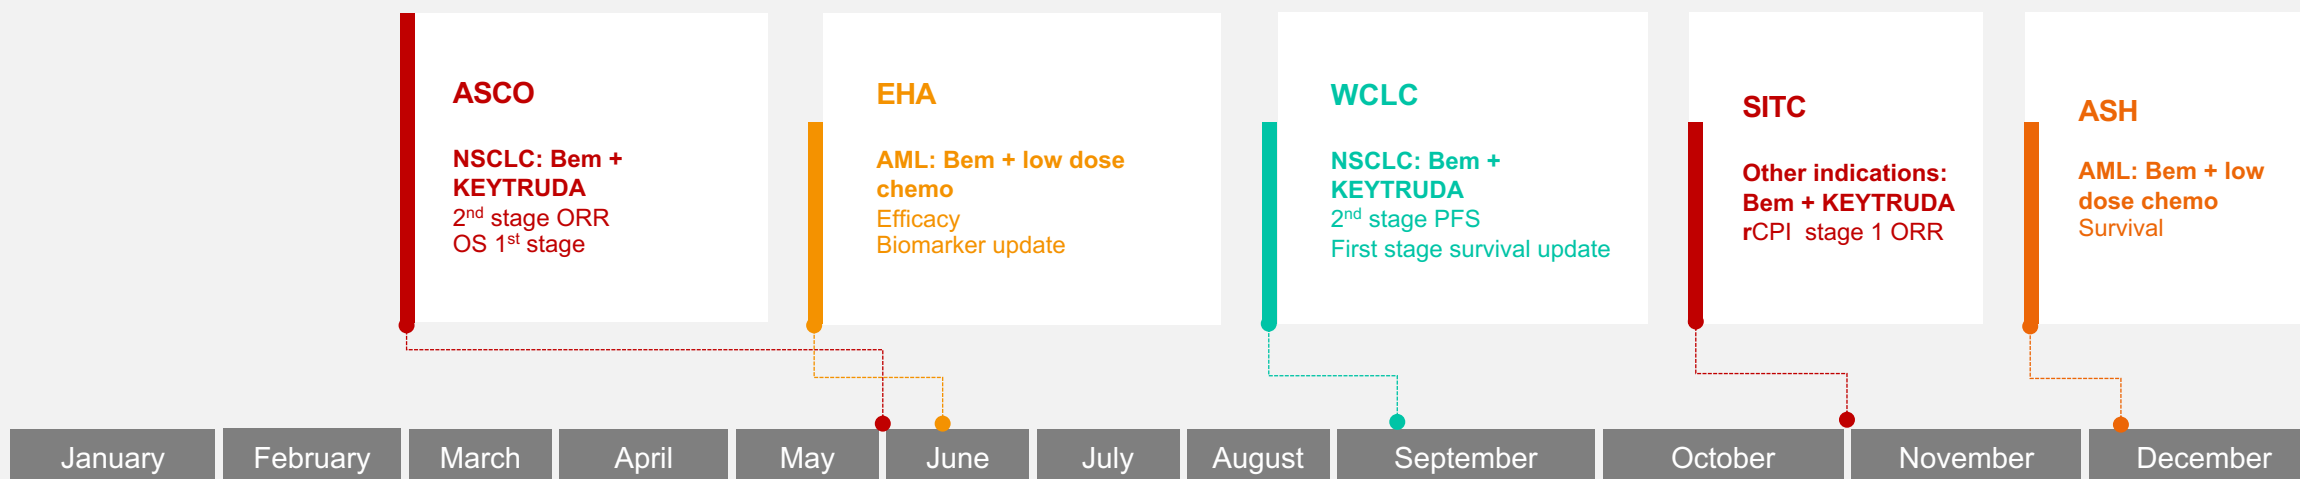 ASCO
NSCLC: Bem +
KEYTRUDA
2nd stage ORR
OS 1st stage
EHA
AML: Bem + low dose
chemo
Efficacy
Biomarker update
WCLC
NSCLC: Bem +
KEYTRUDA
2nd stage PFS
First stage survival update
SITC
Other indications:
Bem + KEYTRUDA
rCPI stage 1 ORR
ASH
AML: Bem + low
dose chemo
Survival
January
February
March
April
May
June
July
August
September
October
November
December